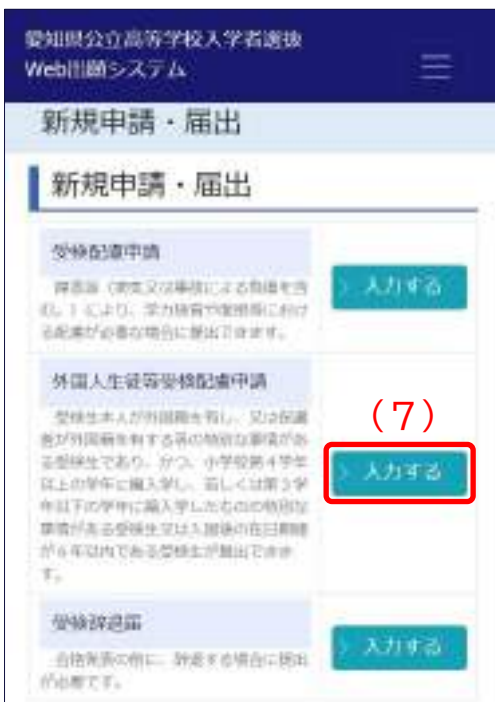 愛知県公立高等学校入学者選抜
Web出願システム
新規申請・届出
新規申請・届出
受検配慮申請
障害等（病気又は事故による負傷を含
む。）により、学力検査や面接等におけ
る配慮が必要な場合に提出できます。
> 入力する
外国人生徒等受検配慮申請
受検生本人が外国籍を有し、又は保護
者が外国籍を有する等の特別な事情があ
る受検生であり、かつ、小学校第４学年
以上の学年に編入学し、若しくは第３学
年以下の学年に編入学したものの特別な
事情がある受検生又は入国後の在日期間
が６年以内である受検生が提出できま
す。
（7）
> 入力する
受検辞退届
合格発表の前に、辞退する場合に提出
が必要です。
> 入力する